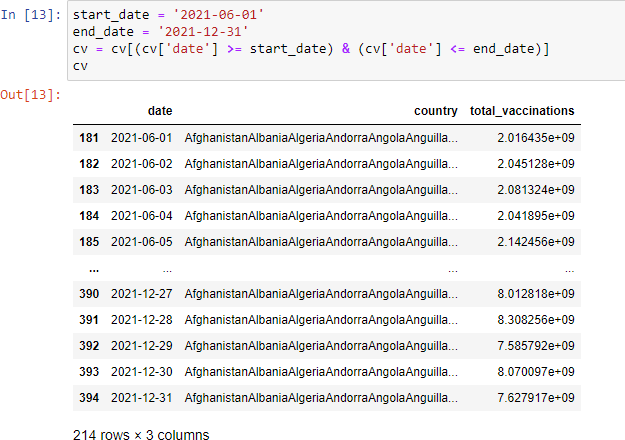 In [13]: start_date = '2021-06-01'
end_date = '2021-12-31'
cv = cv[(cv['date'] >= start_date) & (cv['date'] <= end_date)]
cv
Out[13]:
date country total_vaccinations
181 2021-06-01 AfghanistanAlbaniaAlgeriaAndorraAngolaAnguilla... 2.016435e+09
182 2021-06-02 AfghanistanAlbaniaAlgeriaAndorraAngolaAnguilla... 2.045128e+09
183 2021-06-03 AfghanistanAlbaniaAlgeriaAndorraAngolaAnguilla... 2.081324e+09
184 2021-06-04 AfghanistanAlbaniaAlgeriaAndorraAngolaAnguilla... 2.041895e+09
185 2021-06-05 AfghanistanAlbaniaAlgeriaAndorraAngolaAnguilla... 2.142456e+09
... ... ... ...
390 2021-12-27 AfghanistanAlbaniaAlgeriaAndorraAngolaAnguilla... 8.012818e+09
391 2021-12-28 AfghanistanAlbaniaAlgeriaAndorraAngolaAnguilla... 8.308256e+09
392 2021-12-29 AfghanistanAlbaniaAlgeriaAndorraAngolaAnguilla... 7.585792e+09
393 2021-12-30 AfghanistanAlbaniaAlgeriaAndorraAngolaAnguilla... 8.070097e+09
394 2021-12-31 AfghanistanAlbaniaAlgeriaAndorraAngolaAnguilla... 7.627917e+09
214 rows × 3 columns